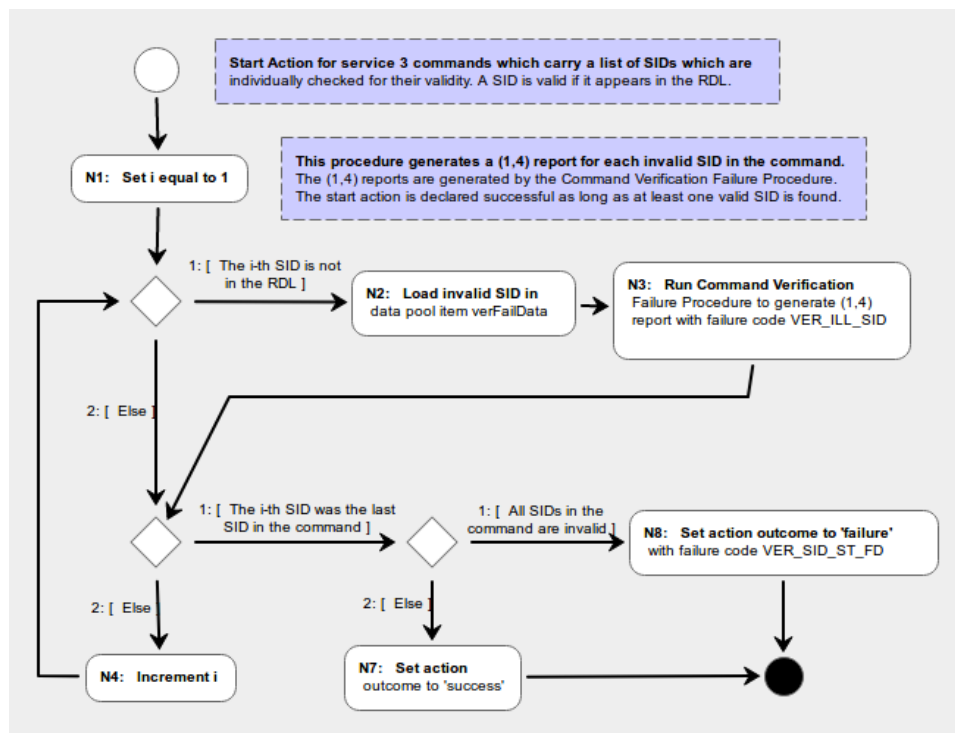 Start Action for service 3 commands which carry a list of SIDs which are
individually checked for their validity. A SID is valid if it appears in the RDL.
This procedure generates a (1,4) report for each invalid SID in the command.
The (1,4) reports are generated by the Command Verification Failure Procedure.
The start action is declared successful as long as at least one valid SID is found.
N1: Set i equal to 1
1: [ The i-th SID is not
in the RDL ]
N2: Load invalid SID in
data pool item verFailData
N3: Run Command Verification
Failure Procedure to generate (1,4)
report with failure code VER_ILL_SID
2: [ Else ]
1: [ The i-th SID was the last
SID in the command ]
1: [ All SIDs in the
command are invalid ]
N8: Set action outcome to 'failure'
with failure code VER_SID_ST_FD
2: [ Else ]
2: [ Else ]
N4: Increment i
N7: Set action
outcome to 'success'